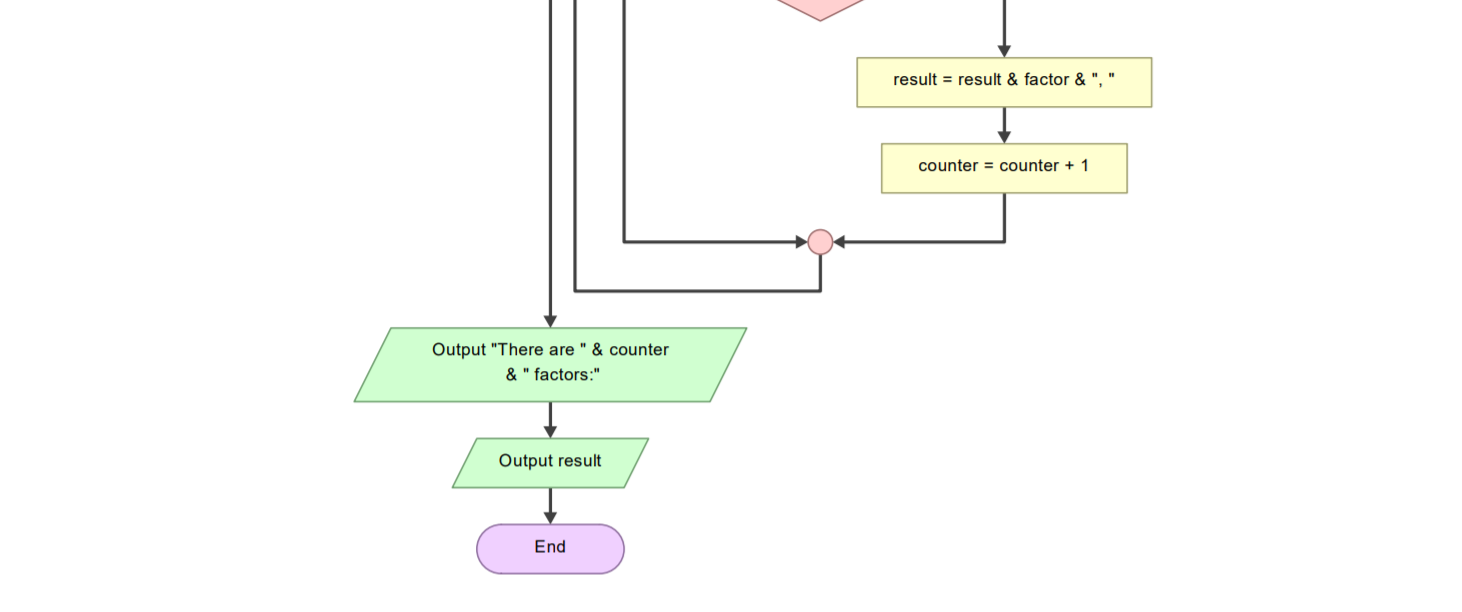 result = result & factor & ", "
counter = counter + 1
Output "There are " & counter
& " factors:"
Output result
End